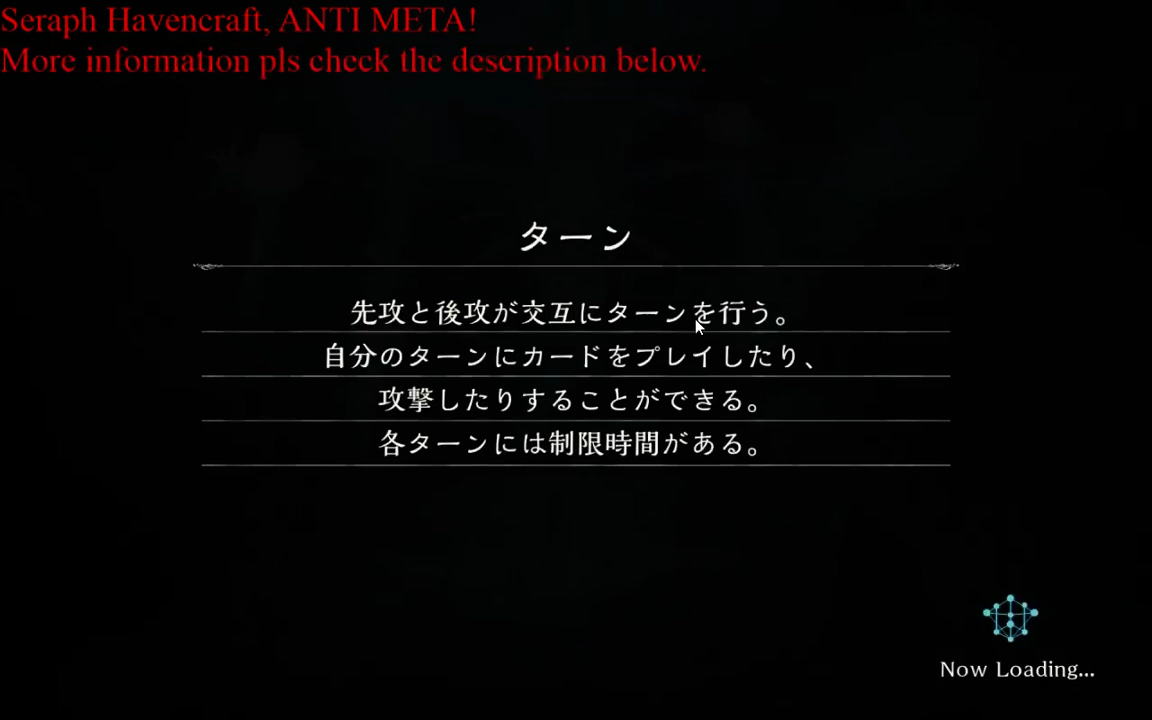 Seraph Havencraft, ANTI META!
More information pls check the description below.
ターン
先攻と後攻が交互にターンを行う。
自分のターンにカードをプレイしたり、
攻撃したりすることができる。
各ターンには制限時間がある。
Now Loading...